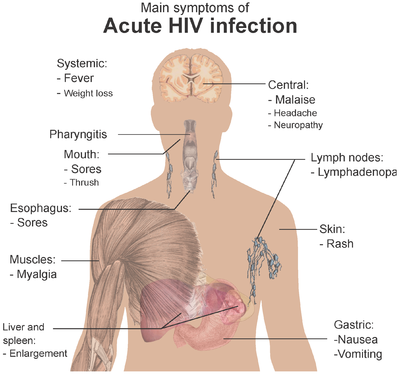 Main symptoms of
Acute HIV infection
Systemic:
- Fever
- Weight loss
Central:
- Malaise
- Headache
- Neuropathy
Pharyngitis
Mouth:
- Sores
- Thrush
Lymph nodes:
- Lymphadenopa
Esophagus:
- Sores
Skin:
- Rash
Muscles:
- Myalgia
Liver and
spleen:
- Enlargement
Gastric:
-Nausea
-Vomiting